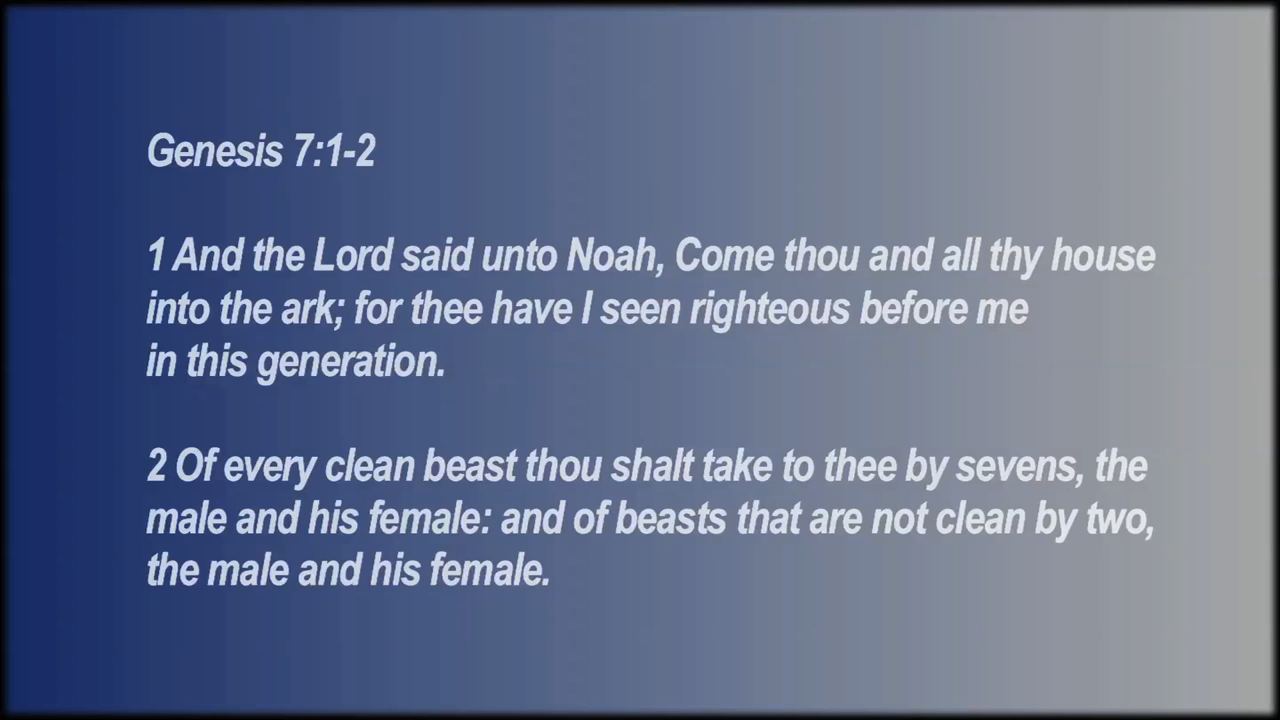 Genesis 7:1-2
1 And the Lord said unto Noah, Come thou and all thy house
into the ark; for thee have I seen righteous before me
in this generation.
2 Of every clean beast thou shalt take to thee by sevens, the
male and his female: and of beasts that are not clean by two,
the male and his female.